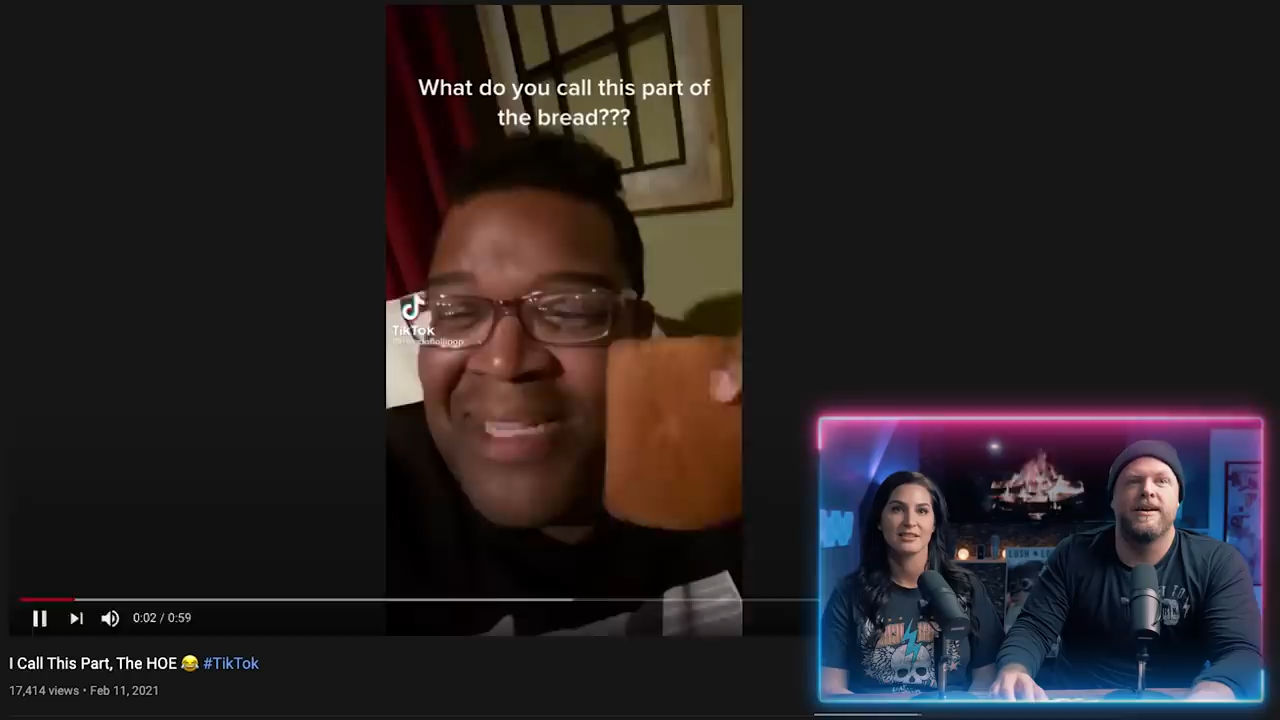 What do you call this part of
the bread???
TikTok
0:02 / 0:59
I Call This Part, The HOE 😂 #TikTok
17,414 views • Feb 11, 2021